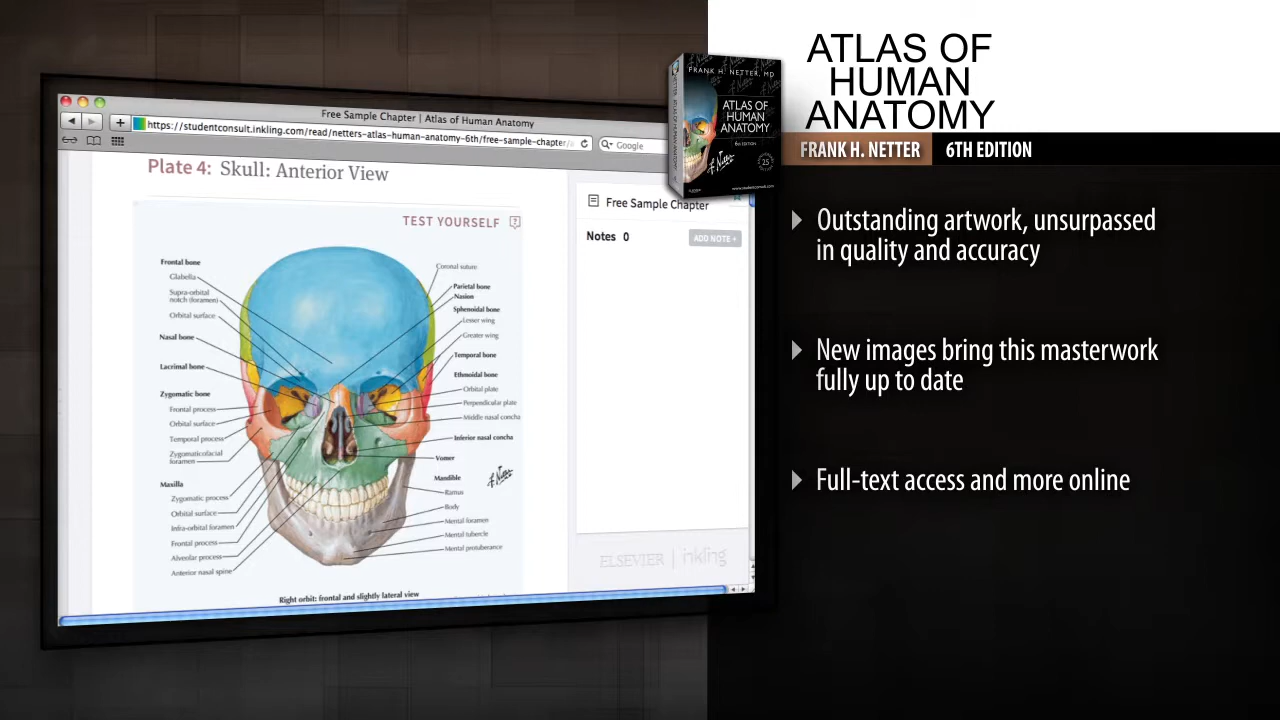 ATLAS OF
HUMAN
ANATOMY
FRANK H. NETTER 6TH EDITION
Outstanding artwork, unsurpassed
in quality and accuracy
New images bring this masterwork
fully up to date
Full-text access and more online
FRANK H. NETTER, MD
ATLAS OF
HUMAN
ANATOMY
6th EDITION
25
www.studentconsult.com
Free Sample Chapter | Atlas of Human Anatomy
https://studentconsult.inkling.com/read/netters-atlas-human-anatomy-6th/free-sample-chapter/
Google
Plate 4: Skull: Anterior View
TEST YOURSELF
Frontal bone
Glabella
Supra-orbital
notch (foramen)
Orbital surface
Nasal bone
Lacrimal bone
Zygomatic bone
Frontal process
Orbital surface
Temporal process
Zygomaticofacial
foramen
Maxilla
Zygomatic process
Orbital surface
Infra-orbital foramen
Frontal process
Alveolar process
Anterior nasal spine
Coronal suture
Parietal bone
Nasion
Sphenoidal bone
Lesser wing
Greater wing
Temporal bone
Ethmoidal bone
Orbital plate
Perpendicular plate
Middle nasal concha
Inferior nasal concha
Vomer
Mandible
Ramus
Body
Mental foramen
Mental tubercle
Mental protuberance
F. Netter
Right orbit: frontal and slightly lateral view
Free Sample Chapter
Notes 0
ADD NOTE +
ELSEVIER | inkling